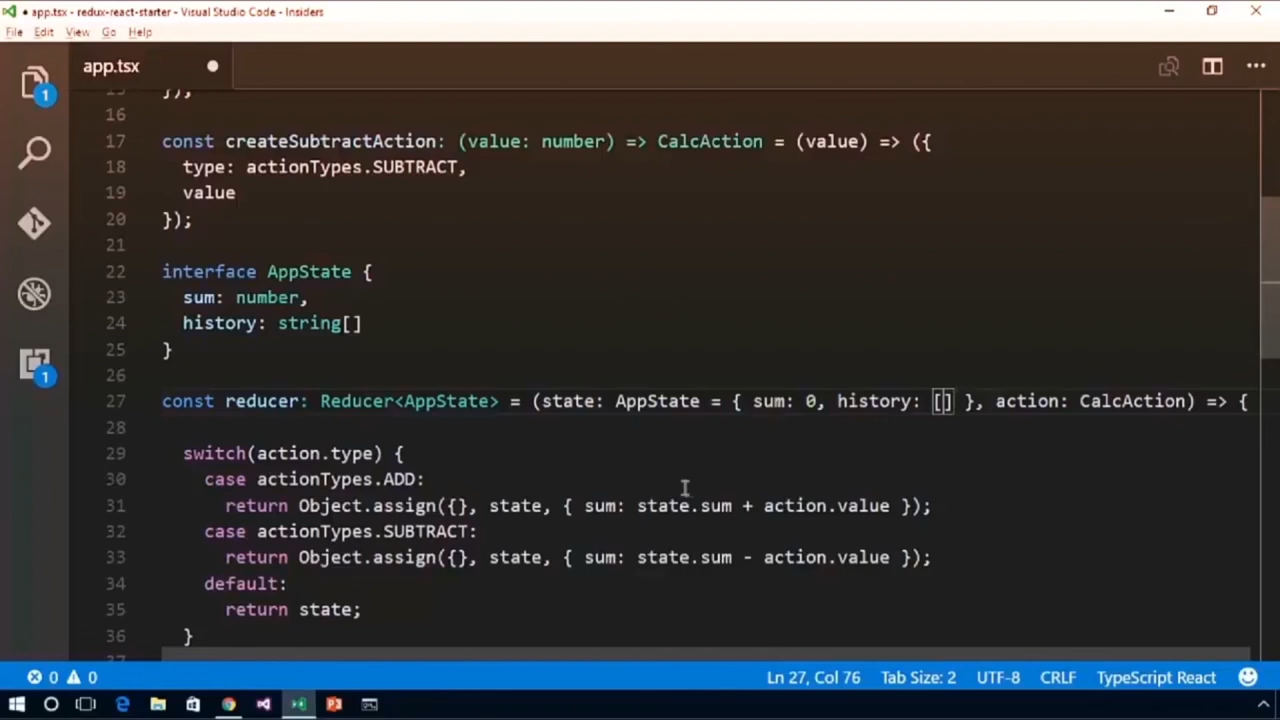 ● app.tsx - redux-react-starter - Visual Studio Code - Insiders
File Edit View Go Help
app.tsx ●
15 });
16
17 const createSubtractAction: (value: number) => CalcAction = (value) => ({
18 type: actionTypes.SUBTRACT,
19 value
20 });
21
22 interface AppState {
23 sum: number,
24 history: string[]
25 }
26
27 const reducer: Reducer<AppState> = (state: AppState = { sum: 0, history: [] }, action: CalcAction) => {
28
29 switch(action.type) {
30 case actionTypes.ADD:
31 return Object.assign({}, state, { sum: state.sum + action.value });
32 case actionTypes.SUBTRACT:
33 return Object.assign({}, state, { sum: state.sum - action.value });
34 default:
35 return state;
36 }
37
1
1
0 0 Ln 27, Col 76 Tab Size: 2 UTF-8 CRLF TypeScript React